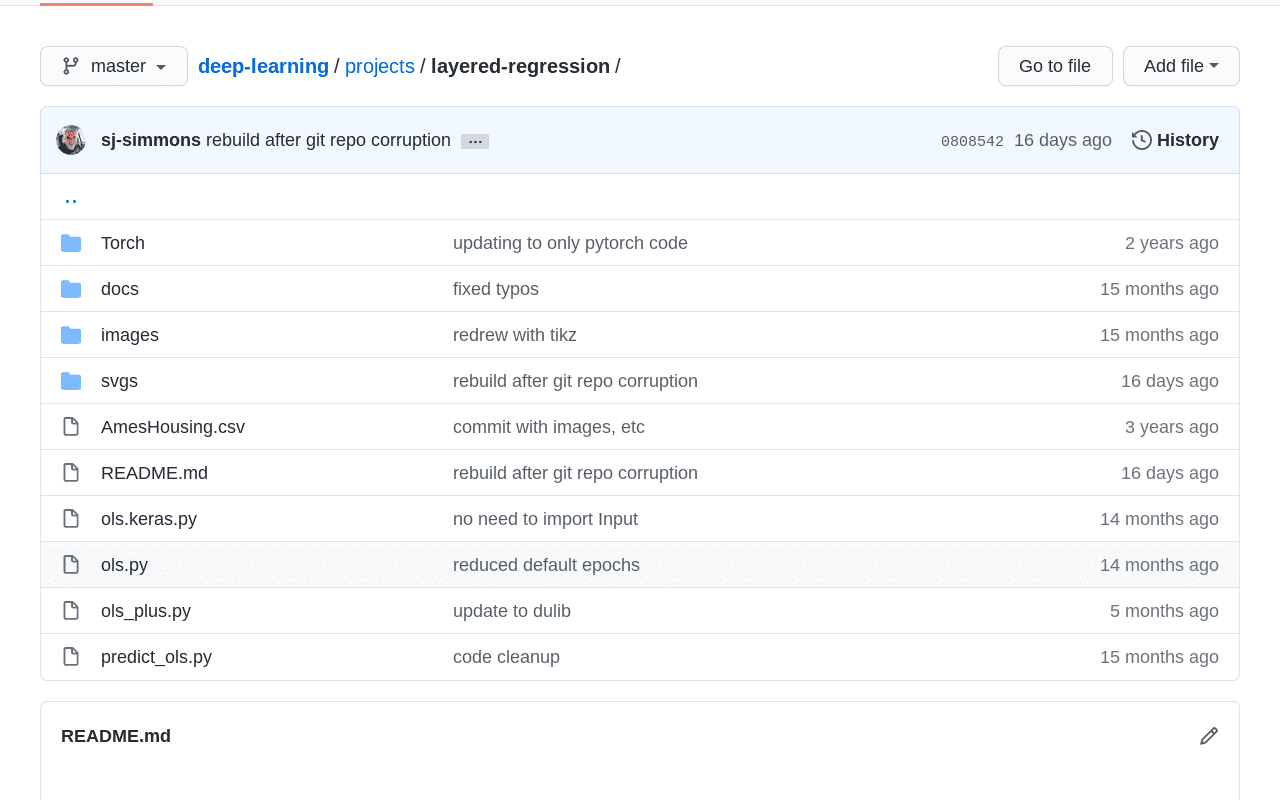 master deep-learning / projects / layered-regression / Go to file Add file
sj-simmons rebuild after git repo corruption ... 0808542 16 days ago History
..
Torch updating to only pytorch code 2 years ago
docs fixed typos 15 months ago
images redrew with tikz 15 months ago
svgs rebuild after git repo corruption 16 days ago
AmesHousing.csv commit with images, etc 3 years ago
README.md rebuild after git repo corruption 16 days ago
ols.keras.py no need to import Input 14 months ago
ols.py reduced default epochs 14 months ago
ols_plus.py update to dulib 5 months ago
predict_ols.py code cleanup 15 months ago
README.md